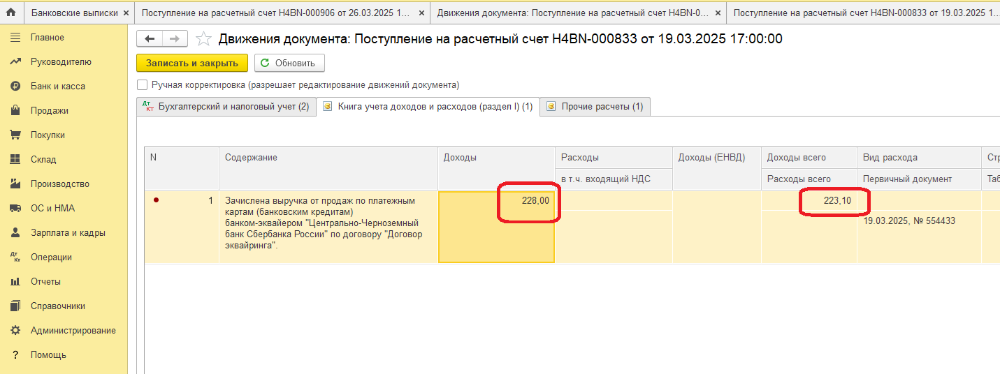 Банковские выписки ×
Поступление на расчетный счет Н4BN-000906 от 26.03.2025 1... ×
Движения документа: Поступление на расчетный счет Н4BN-0... ×
Поступление на расчетный счет Н4BN-000833 от 19.03.2025 1...
Главное
Руководителю
Банк и касса
Продажи
Покупки
Склад
Производство
ОС и НМА
Зарплата и кадры
Дт Кт Операции
Отчеты
Справочники
Администрирование
? Помощь
Движения документа: Поступление на расчетный счет Н4BN-000833 от 19.03.2025 17:00:00
Записать и закрыть
Обновить
Ручная корректировка (разрешает редактирование движений документа)
Дт Кт Бухгалтерский и налоговый учет (2)
Книга учета доходов и расходов (раздел I) (1)
Прочие расчеты (1)
N
Содержание
Доходы
Расходы
в т.ч. входящий НДС
Доходы (ЕНВД)
Доходы всего
Расходы всего
Вид расхода
Первичный документ
Стр
Таб
1
Зачислена выручка от продаж по платежным
картам (банковским кредитам)
банком-эквайером "Центрально-Черноземный
банк Сбербанка России" по договору "Договор
эквайринга".
228,00
223,10
19.03.2025, № 554433